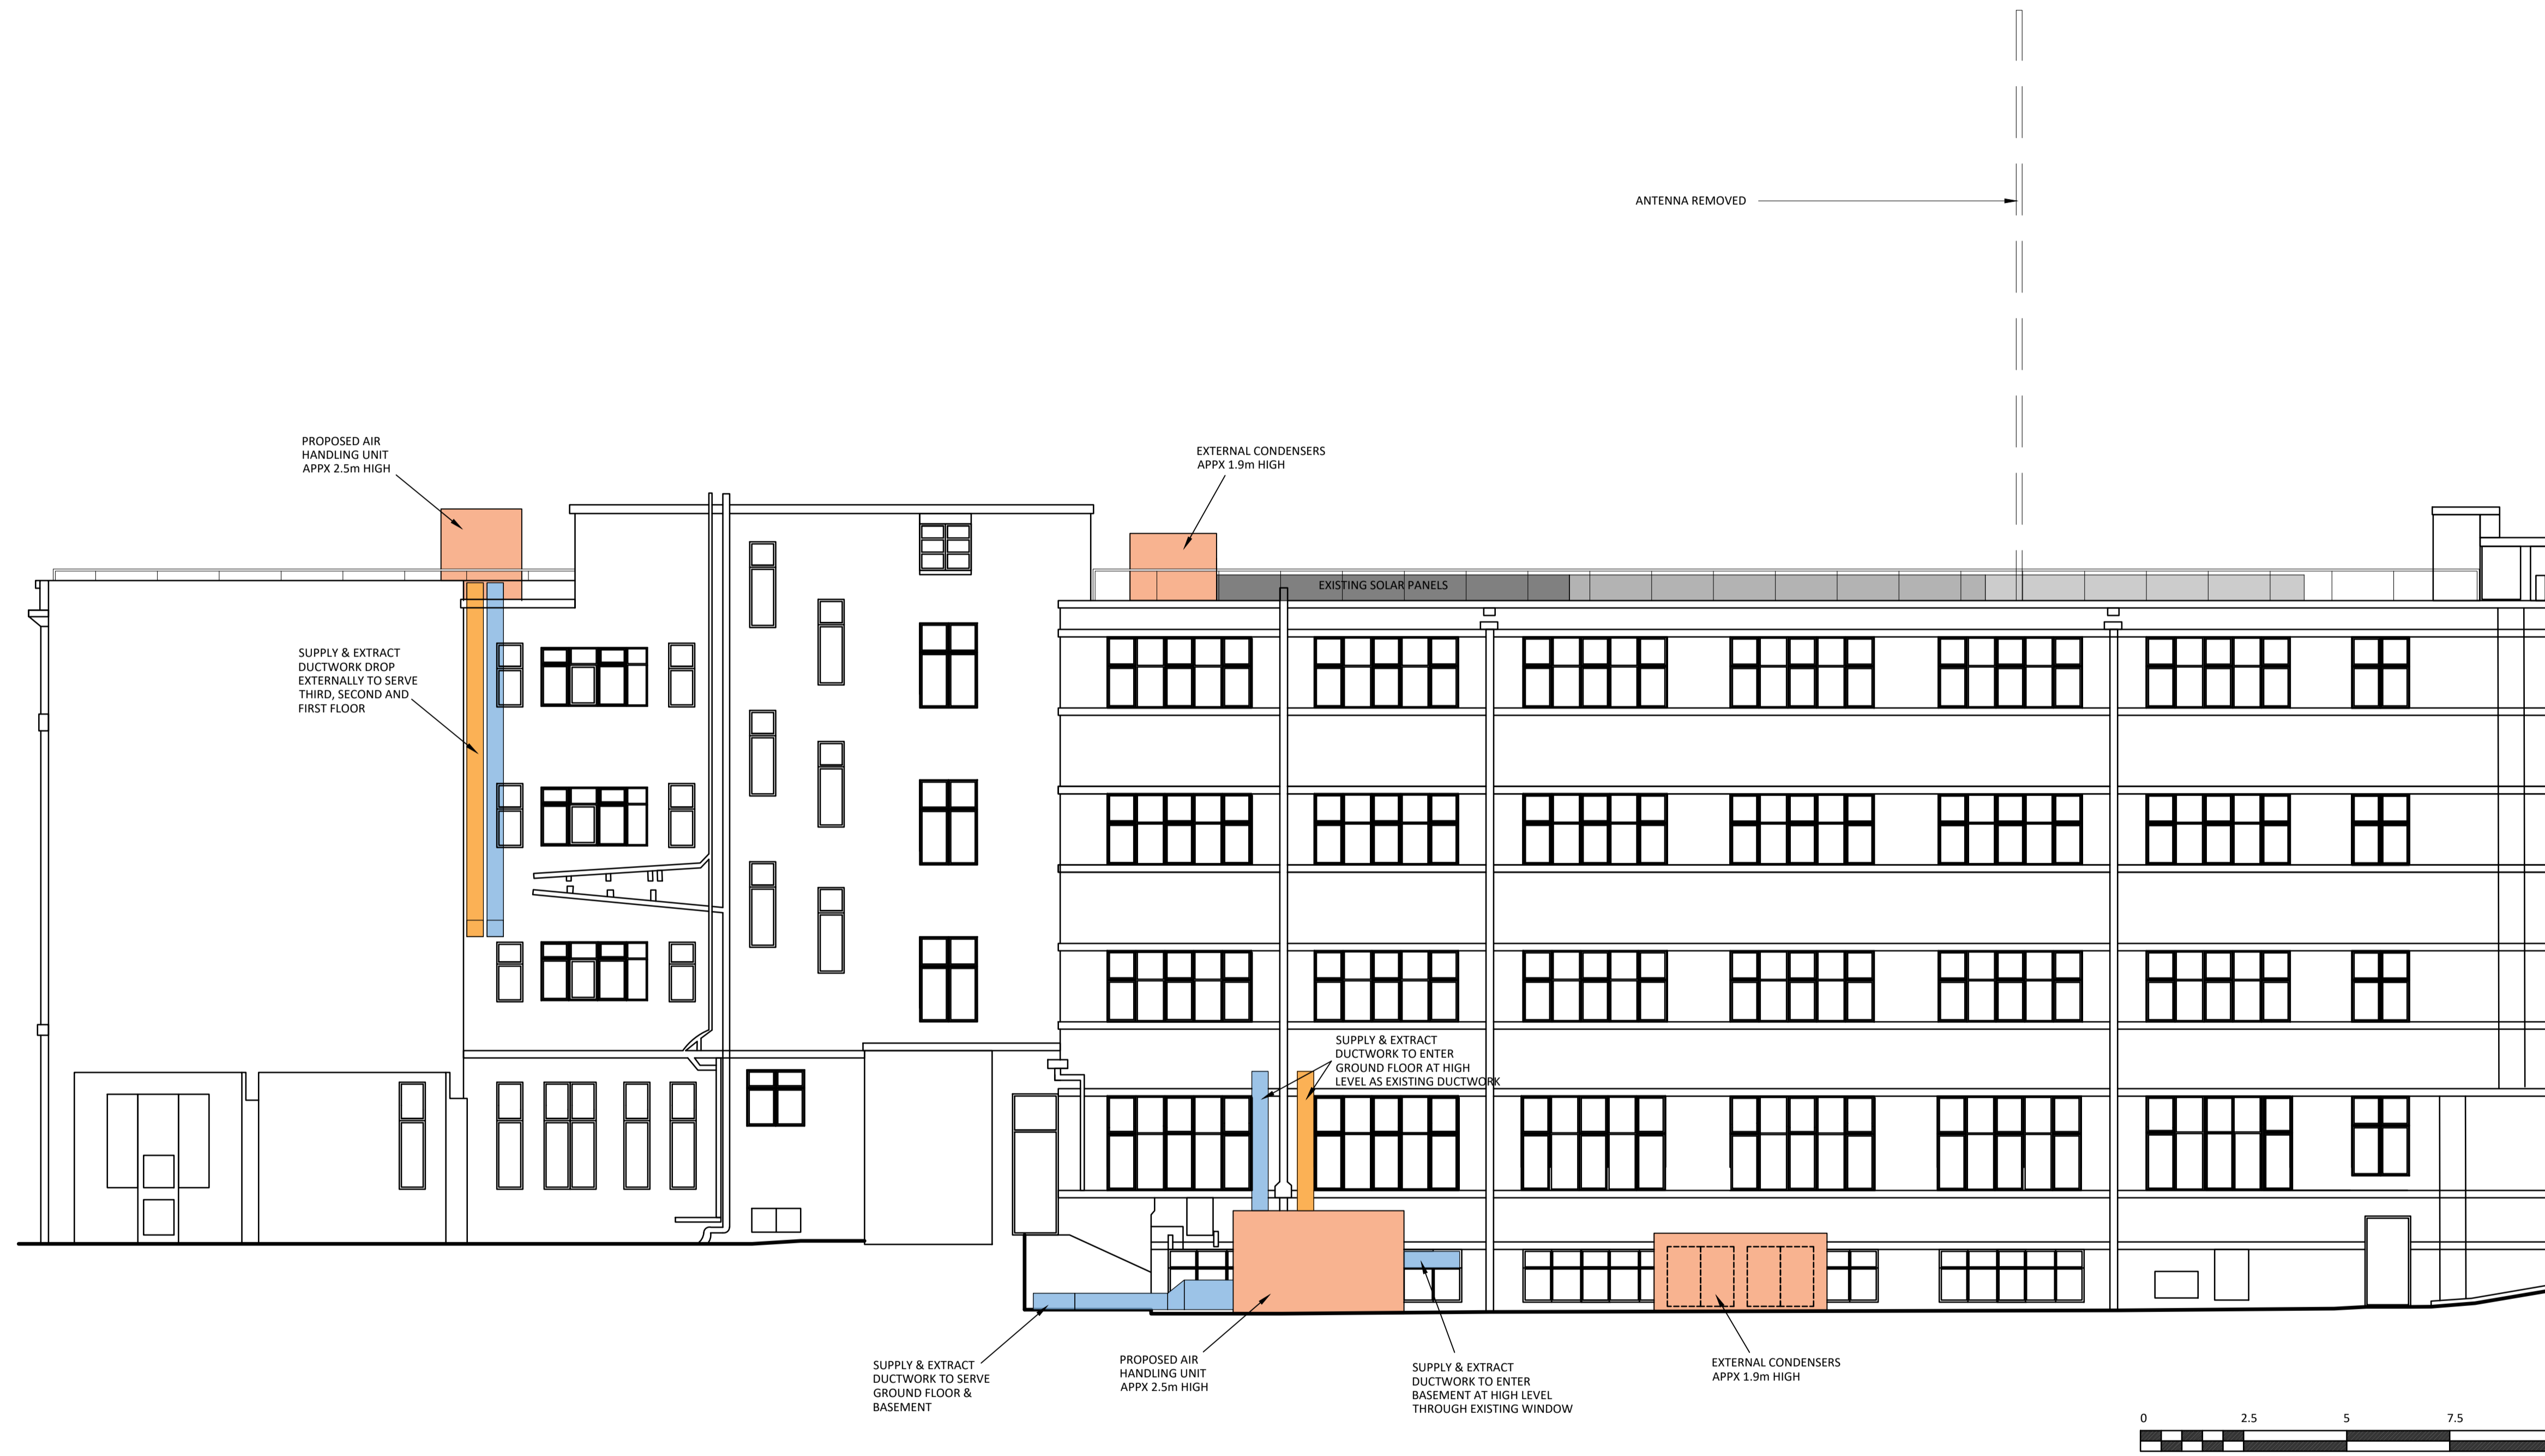 ANTENNA REMOVED
PROPOSED AIR
HANDLING UNIT
APPX 2.5m HIGH
EXTERNAL CONDENSERS
APPX 1.9m HIGH
EXISTING SOLAR PANELS
SUPPLY & EXTRACT
DUCTWORK DROP
EXTERNALLY TO SERVE
THIRD, SECOND AND
FIRST FLOOR
SUPPLY & EXTRACT
DUCTWORK TO ENTER
GROUND FLOOR AT HIGH
LEVEL AS EXISTING DUCTWORK
SUPPLY & EXTRACT
DUCTWORK TO SERVE
GROUND FLOOR &
BASEMENT
PROPOSED AIR
HANDLING UNIT
APPX 2.5m HIGH
SUPPLY & EXTRACT
DUCTWORK TO ENTER
BASEMENT AT HIGH LEVEL
THROUGH EXISTING WINDOW
EXTERNAL CONDENSERS
APPX 1.9m HIGH
0 2.5 5 7.5